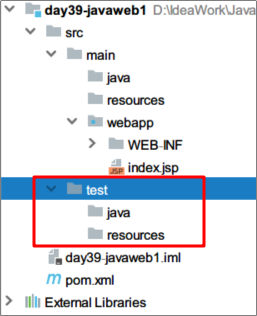 day39-javaweb1 D:\IdeaWork\Java
src
main
java
resources
webapp
WEB-INF
index.jsp
test
java
resources
day39-javaweb1.iml
pom.xml
External Libraries